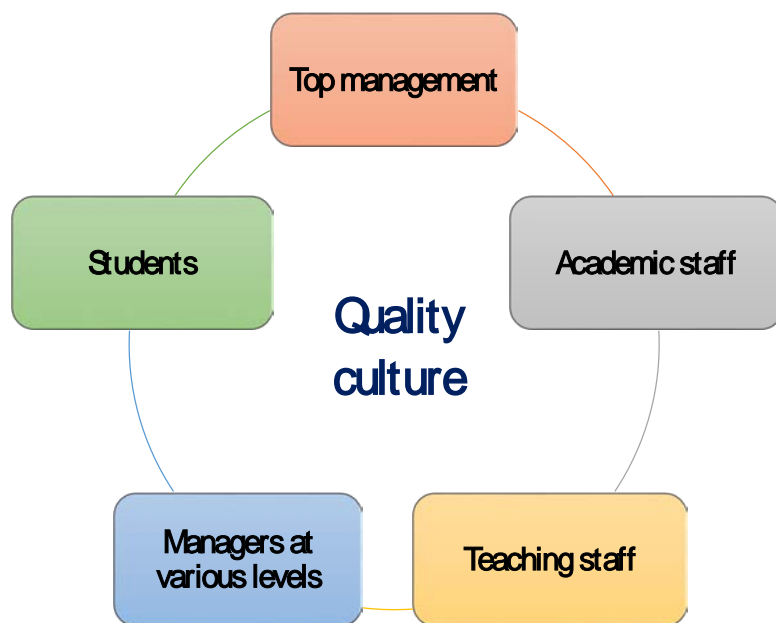 Top management
Students
Academic staff
Quality
culture
Managers at
various levels
Teaching staff